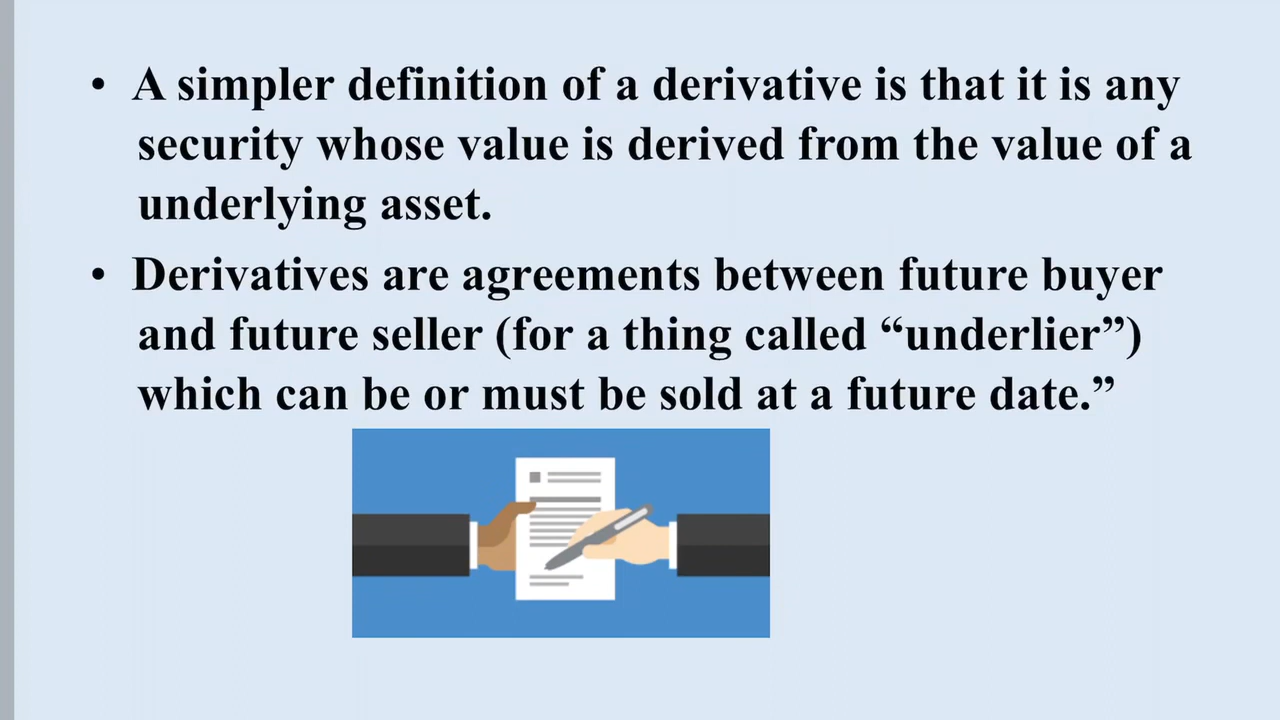 • A simpler definition of a derivative is that it is any
security whose value is derived from the value of a
underlying asset.
• Derivatives are agreements between future buyer
and future seller (for a thing called “underlier”)
which can be or must be sold at a future date.”